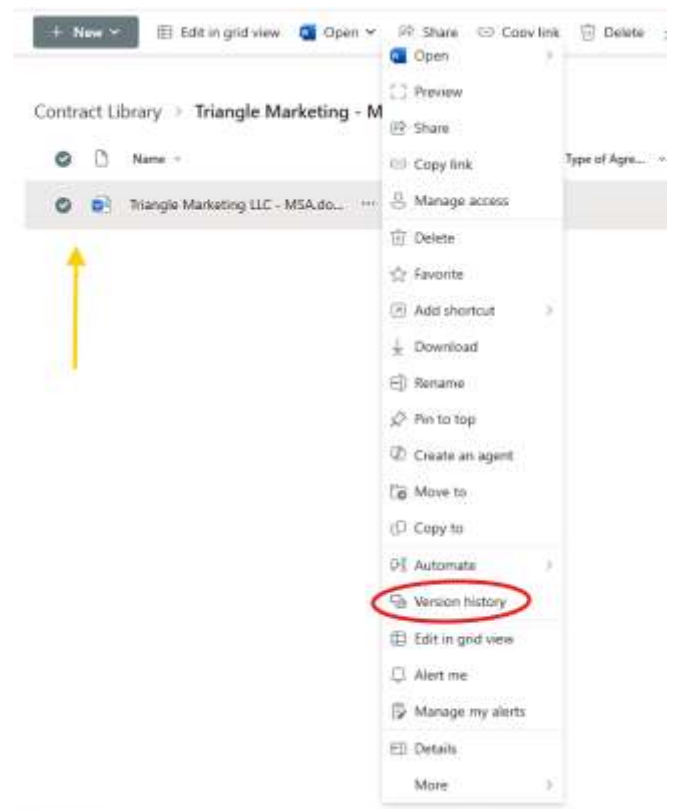 + New Edit in grid view Open Share Copy link Delete
Open
Preview
Contract Library > Triangle Marketing - M
Share
Name
Copy link
Type of Agre...
Triangle Marketing LLC - MSA.do... ...
Manage access
Delete
Favorite
Add shortcut
Download
Rename
Pin to top
Create an agent
Move to
Copy to
Automate
Version history
Edit in grid view
Alert me
Manage my alerts
Details
More